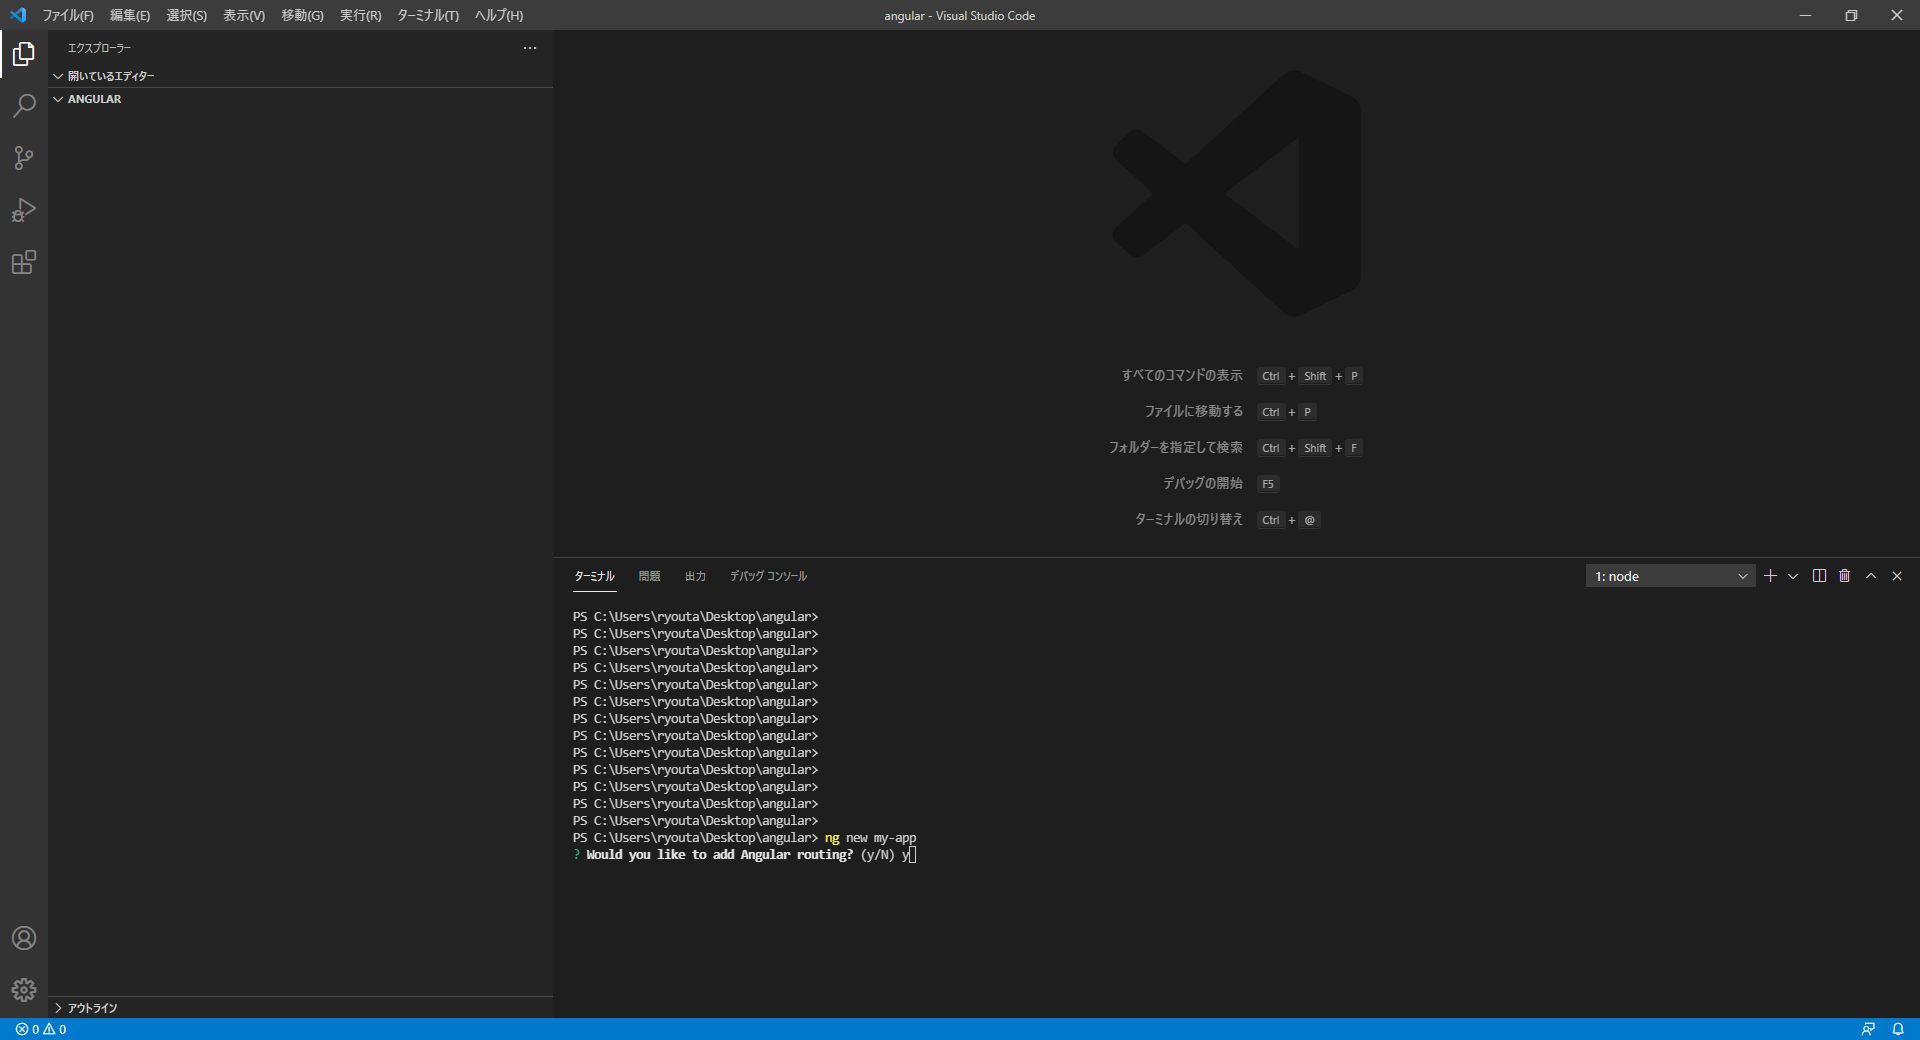 ファイル(F) 編集(E) 選択(S) 表示(V) 移動(G) 実行(R) ターミナル(T) ヘルプ(H) angular - Visual Studio Code
エクスプローラー
開いているエディター
ANGULAR
すべてのコマンドの表示 Ctrl + Shift + P
ファイルに移動する Ctrl + P
フォルダーを指定して検索 Ctrl + Shift + F
デバッグの開始 F5
ターミナルの切り替え Ctrl + @
ターミナル 問題 出力 デバッグ コンソール 1: node
PS C:\Users\ryouta\Desktop\angular>
PS C:\Users\ryouta\Desktop\angular>
PS C:\Users\ryouta\Desktop\angular>
PS C:\Users\ryouta\Desktop\angular>
PS C:\Users\ryouta\Desktop\angular>
PS C:\Users\ryouta\Desktop\angular>
PS C:\Users\ryouta\Desktop\angular>
PS C:\Users\ryouta\Desktop\angular>
PS C:\Users\ryouta\Desktop\angular>
PS C:\Users\ryouta\Desktop\angular>
PS C:\Users\ryouta\Desktop\angular>
PS C:\Users\ryouta\Desktop\angular>
PS C:\Users\ryouta\Desktop\angular>
PS C:\Users\ryouta\Desktop\angular> ng new my-app
? Would you like to add Angular routing? (y/N) y
アウトライン
0 0